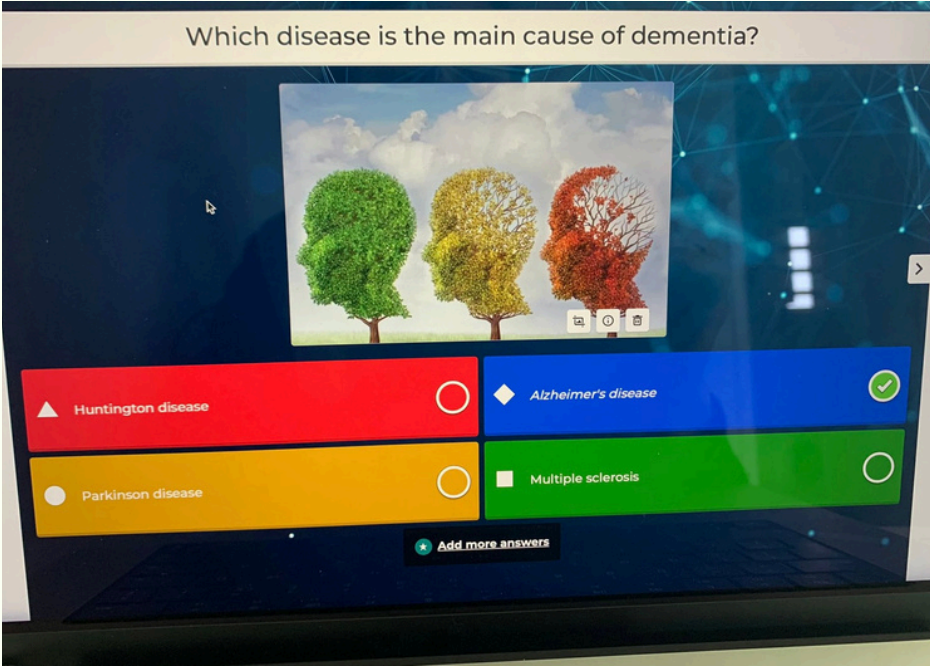 Which disease is the main cause of dementia?
Huntington disease
Alzheimer's disease
Parkinson disease
Multiple sclerosis
Add more answers